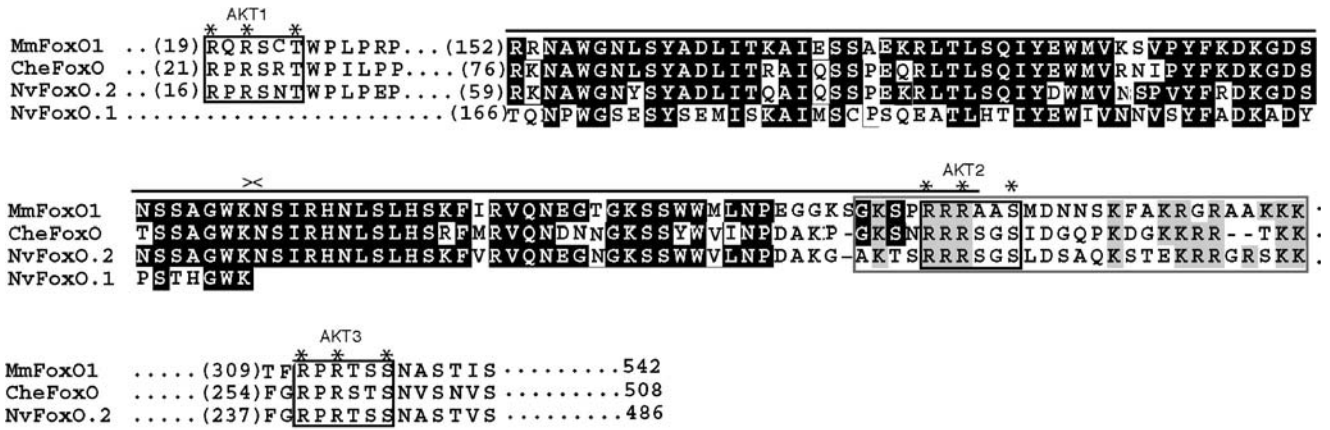 AKT1
* * *
MmFoxO1 ..(19)RQRSCTWPLPRP....(152)RRNAWGNLSYADLITKAIESSAEKRLTLSQIYEWMVKSVPYFKDKGDS
CheFoxO ..(21)RPRSRTWPILPP....(76)RKNAWGNLSYADLITRAIQSSPEQRLTLSQIYEWMVRNIPYFKDKGDS
NvFoxO.2 ..(16)RPRSNTWPLPEP....(59)RKNAWGNYSYADLITQAIQSSPEKRLTLSQIYDWMVNSPVYFRDKGDS
NvFoxO.1 ......................(166)TQNPWGSESYSEMISKAIMSCPSQEATLHTIYEWIVNNVSYFADKADY
>< AKT2
* * *
MmFoxO1 NSSAGWKNSIRHNLSLHSKFIRVQNEGTGKSSWWMLNPEGGKSGKSPRRRAASMDNNSKFAKRGRAAKKK .
CheFoxO TSSAGWKNSIRHNLSLHSRFMRVQNDNNGKSSYWVINPDAKP-GKSNRRRSGSIDGQPKDGKKRR--TKK .
NvFoxO.2 NSSAGWKNSIRHNLSLHSKFVRVQNEGNGKSSWWVLNPDAKG-AKTSRRRSGSLDSAQKSTEKRRGRSKK .
NvFoxO.1 PSTHGWK
AKT3
* * *
MmFoxO1 .....(309)TFRPRTSSNASTIS .........542
CheFoxO .....(254)FGRPRSTSNVSNVS .........508
NvFoxO.2 .....(237)FGRPRTSSNASTVS .........486